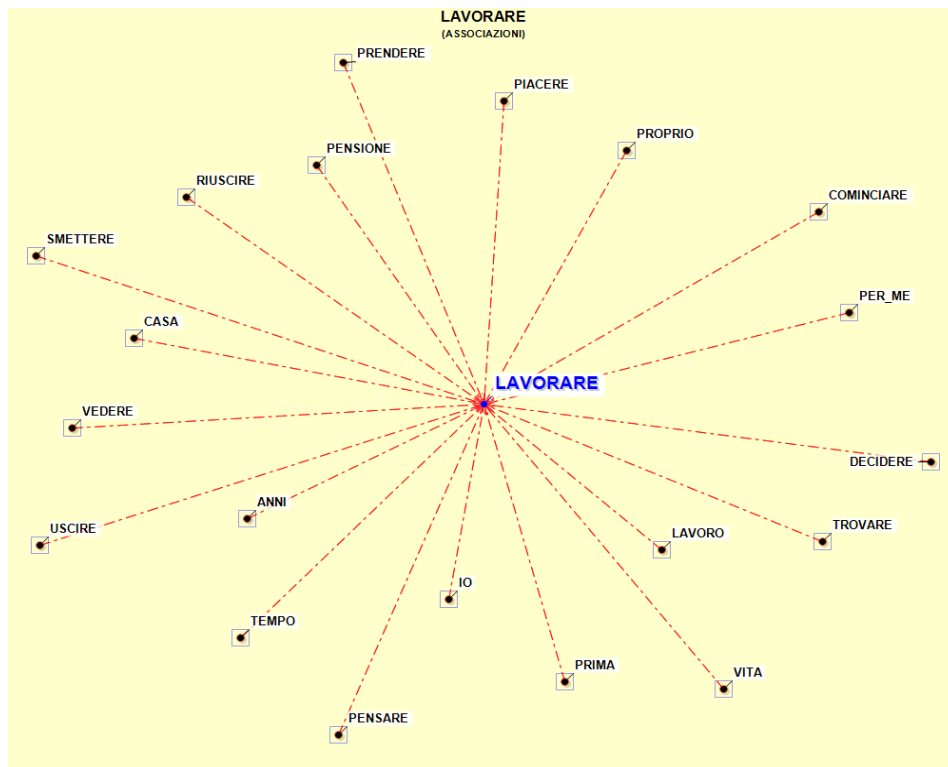 LAVORARE
(ASSOCIAZIONI)
PRENDERE
PIACERE
PROPRIO
PENSIONE
RIUSCIRE
COMINCIARE
SMETTERE
PER_ME
CASA
LAVORARE
VEDERE
DECIDERE
ANNI
USCIRE
LAVORO
TROVARE
IO
TEMPO
PRIMA
VITA
PENSARE